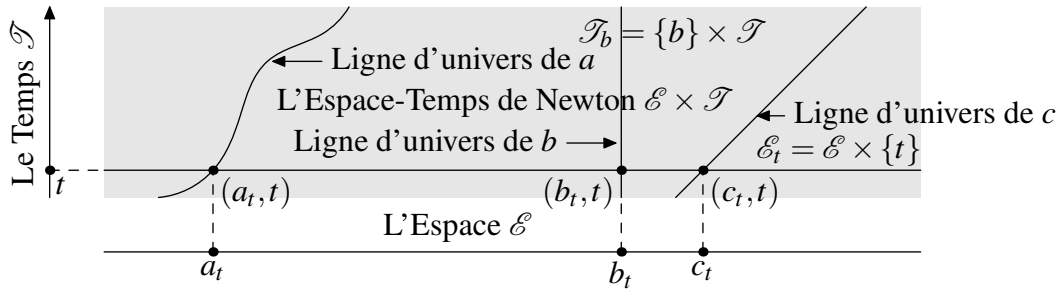 Le Temps 𝒯
𝒯_b = {b} × 𝒯
Ligne d'univers de a
L'Espace-Temps de Newton ℰ × 𝒯
Ligne d'univers de c
Ligne d'univers de b
ℰ_t = ℰ × {t}
t
(a_t, t)
(b_t, t)
(c_t, t)
L'Espace ℰ
a_t
b_t
c_t